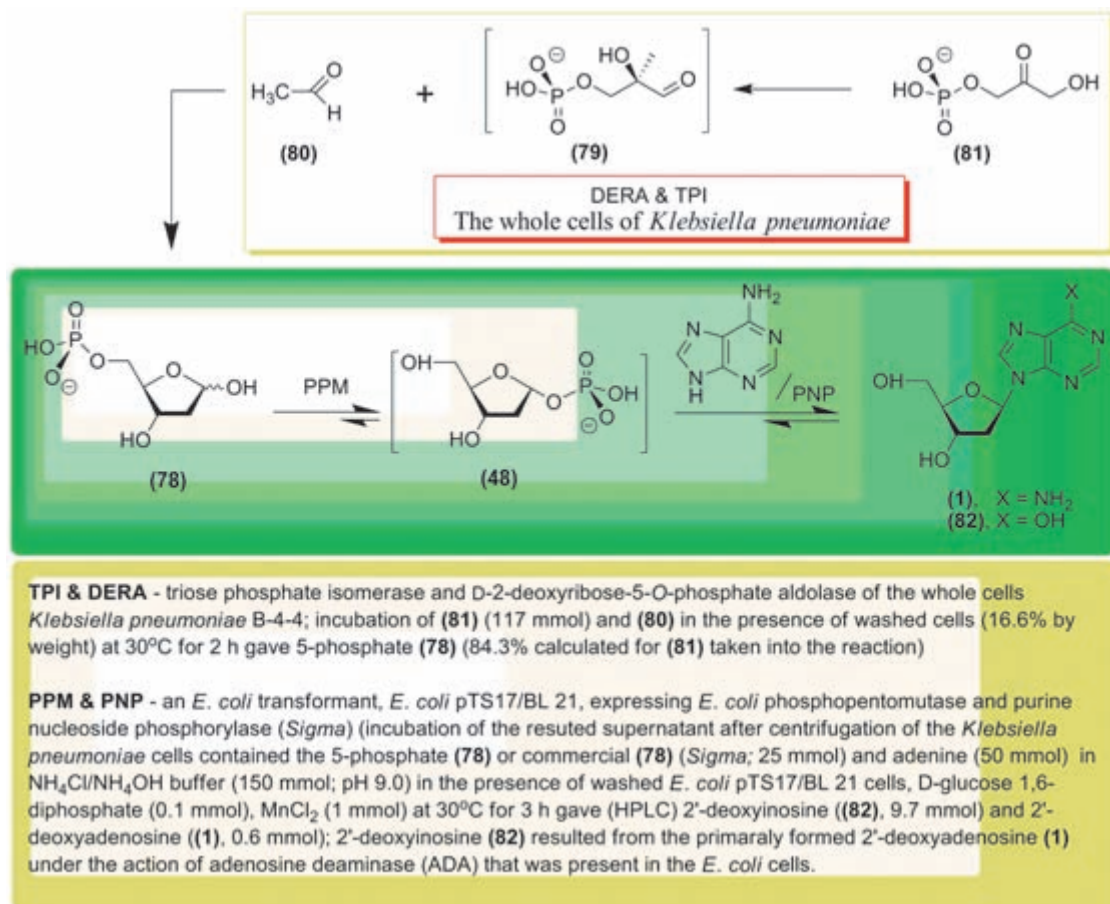 O
O⊖
HO
P
O
HO
O
O
OH
O⊖
HO
P
O
O
H₃C
H
+
O
O
(80)
(79)
(81)
DERA & TPI
The whole cells of Klebsiella pneumoniae
O
HO
P
O
O⊖
O
OH
HO
(78)
PPM
HO
O
O
O
P
OH
O⊖
HO
(48)
NH₂
N
N
N
H
N
/PNP
X
N
N
N
N
HO
O
HO
(1), X = NH₂
(82), X = OH
TPI & DERA - triose phosphate isomerase and D-2-deoxyribose-5-O-phosphate aldolase of the whole cells
Klebsiella pneumoniae B-4-4; incubation of (81) (117 mmol) and (80) in the presence of washed cells (16.6% by
weight) at 30°C for 2 h gave 5-phosphate (78) (84.3% calculated for (81) taken into the reaction)
PPM & PNP - an E. coli transformant, E. coli pTS17/BL 21, expressing E. coli phosphopentomutase and purine
nucleoside phosphorylase (Sigma) (incubation of the resuted supernatant after centrifugation of the Klebsiella
pneumoniae cells contained the 5-phosphate (78) or commercial (78) (Sigma; 25 mmol) and adenine (50 mmol) in
NH₄Cl/NH₄OH buffer (150 mmol; pH 9.0) in the presence of washed E. coli pTS17/BL 21 cells, D-glucose 1,6-
diphosphate (0.1 mmol), MnCl₂ (1 mmol) at 30°C for 3 h gave (HPLC) 2'-deoxyinosine ((82), 9.7 mmol) and 2'-
deoxyadenosine ((1), 0.6 mmol); 2'-deoxyinosine (82) resulted from the primaraly formed 2'-deoxyadenosine (1)
under the action of adenosine deaminase (ADA) that was present in the E. coli cells.